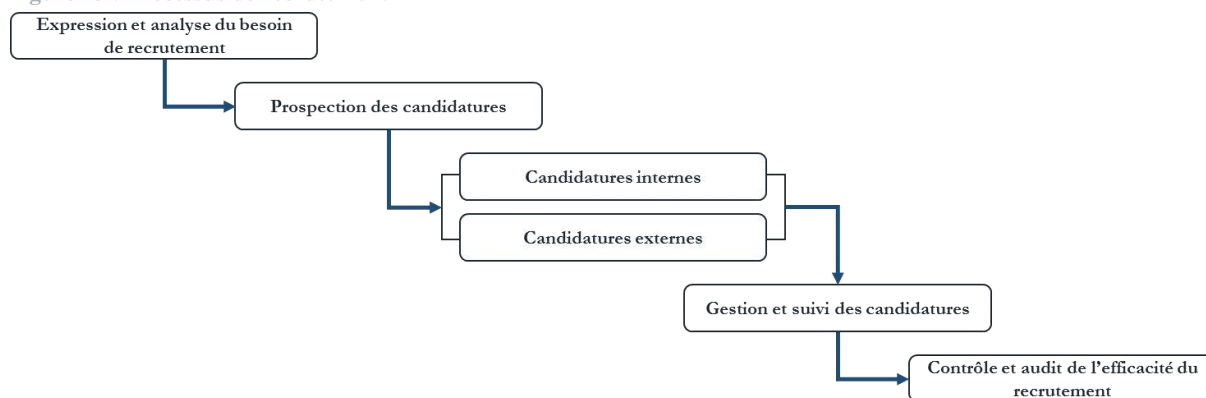 Expression et analyse du besoin
de recrutement
Prospection des candidatures
Candidatures internes
Candidatures externes
Gestion et suivi des candidatures
Contrôle et audit de l'efficacité du
recrutement